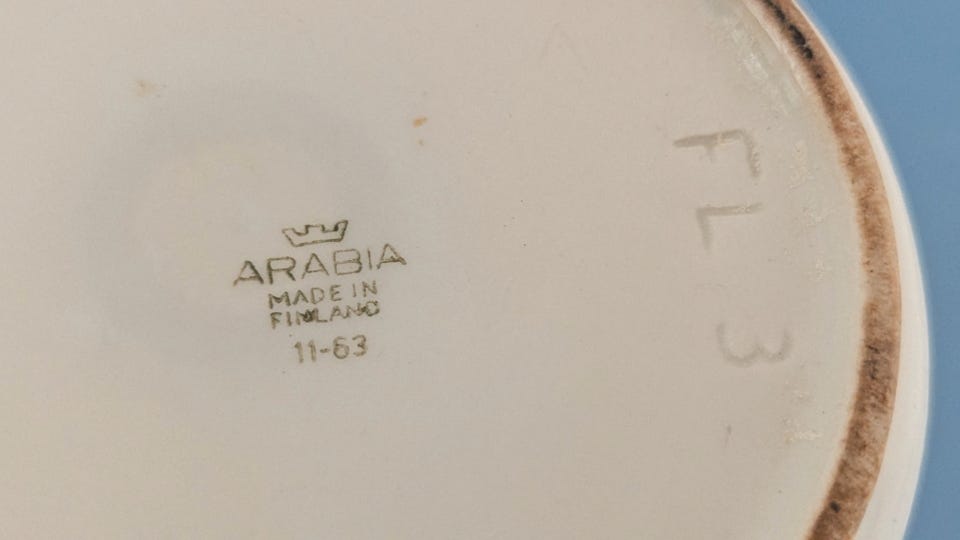 ARABIA
MADE IN
FINLAND
11-63
FL 3